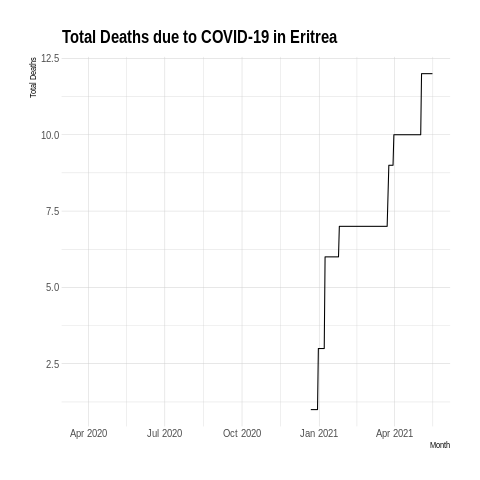 Total Deaths due to COVID-19 in Eritrea
Total Deaths
12.5
10.0
7.5
5.0
2.5
Apr 2020 Jul 2020 Oct 2020 Jan 2021 Apr 2021
Month